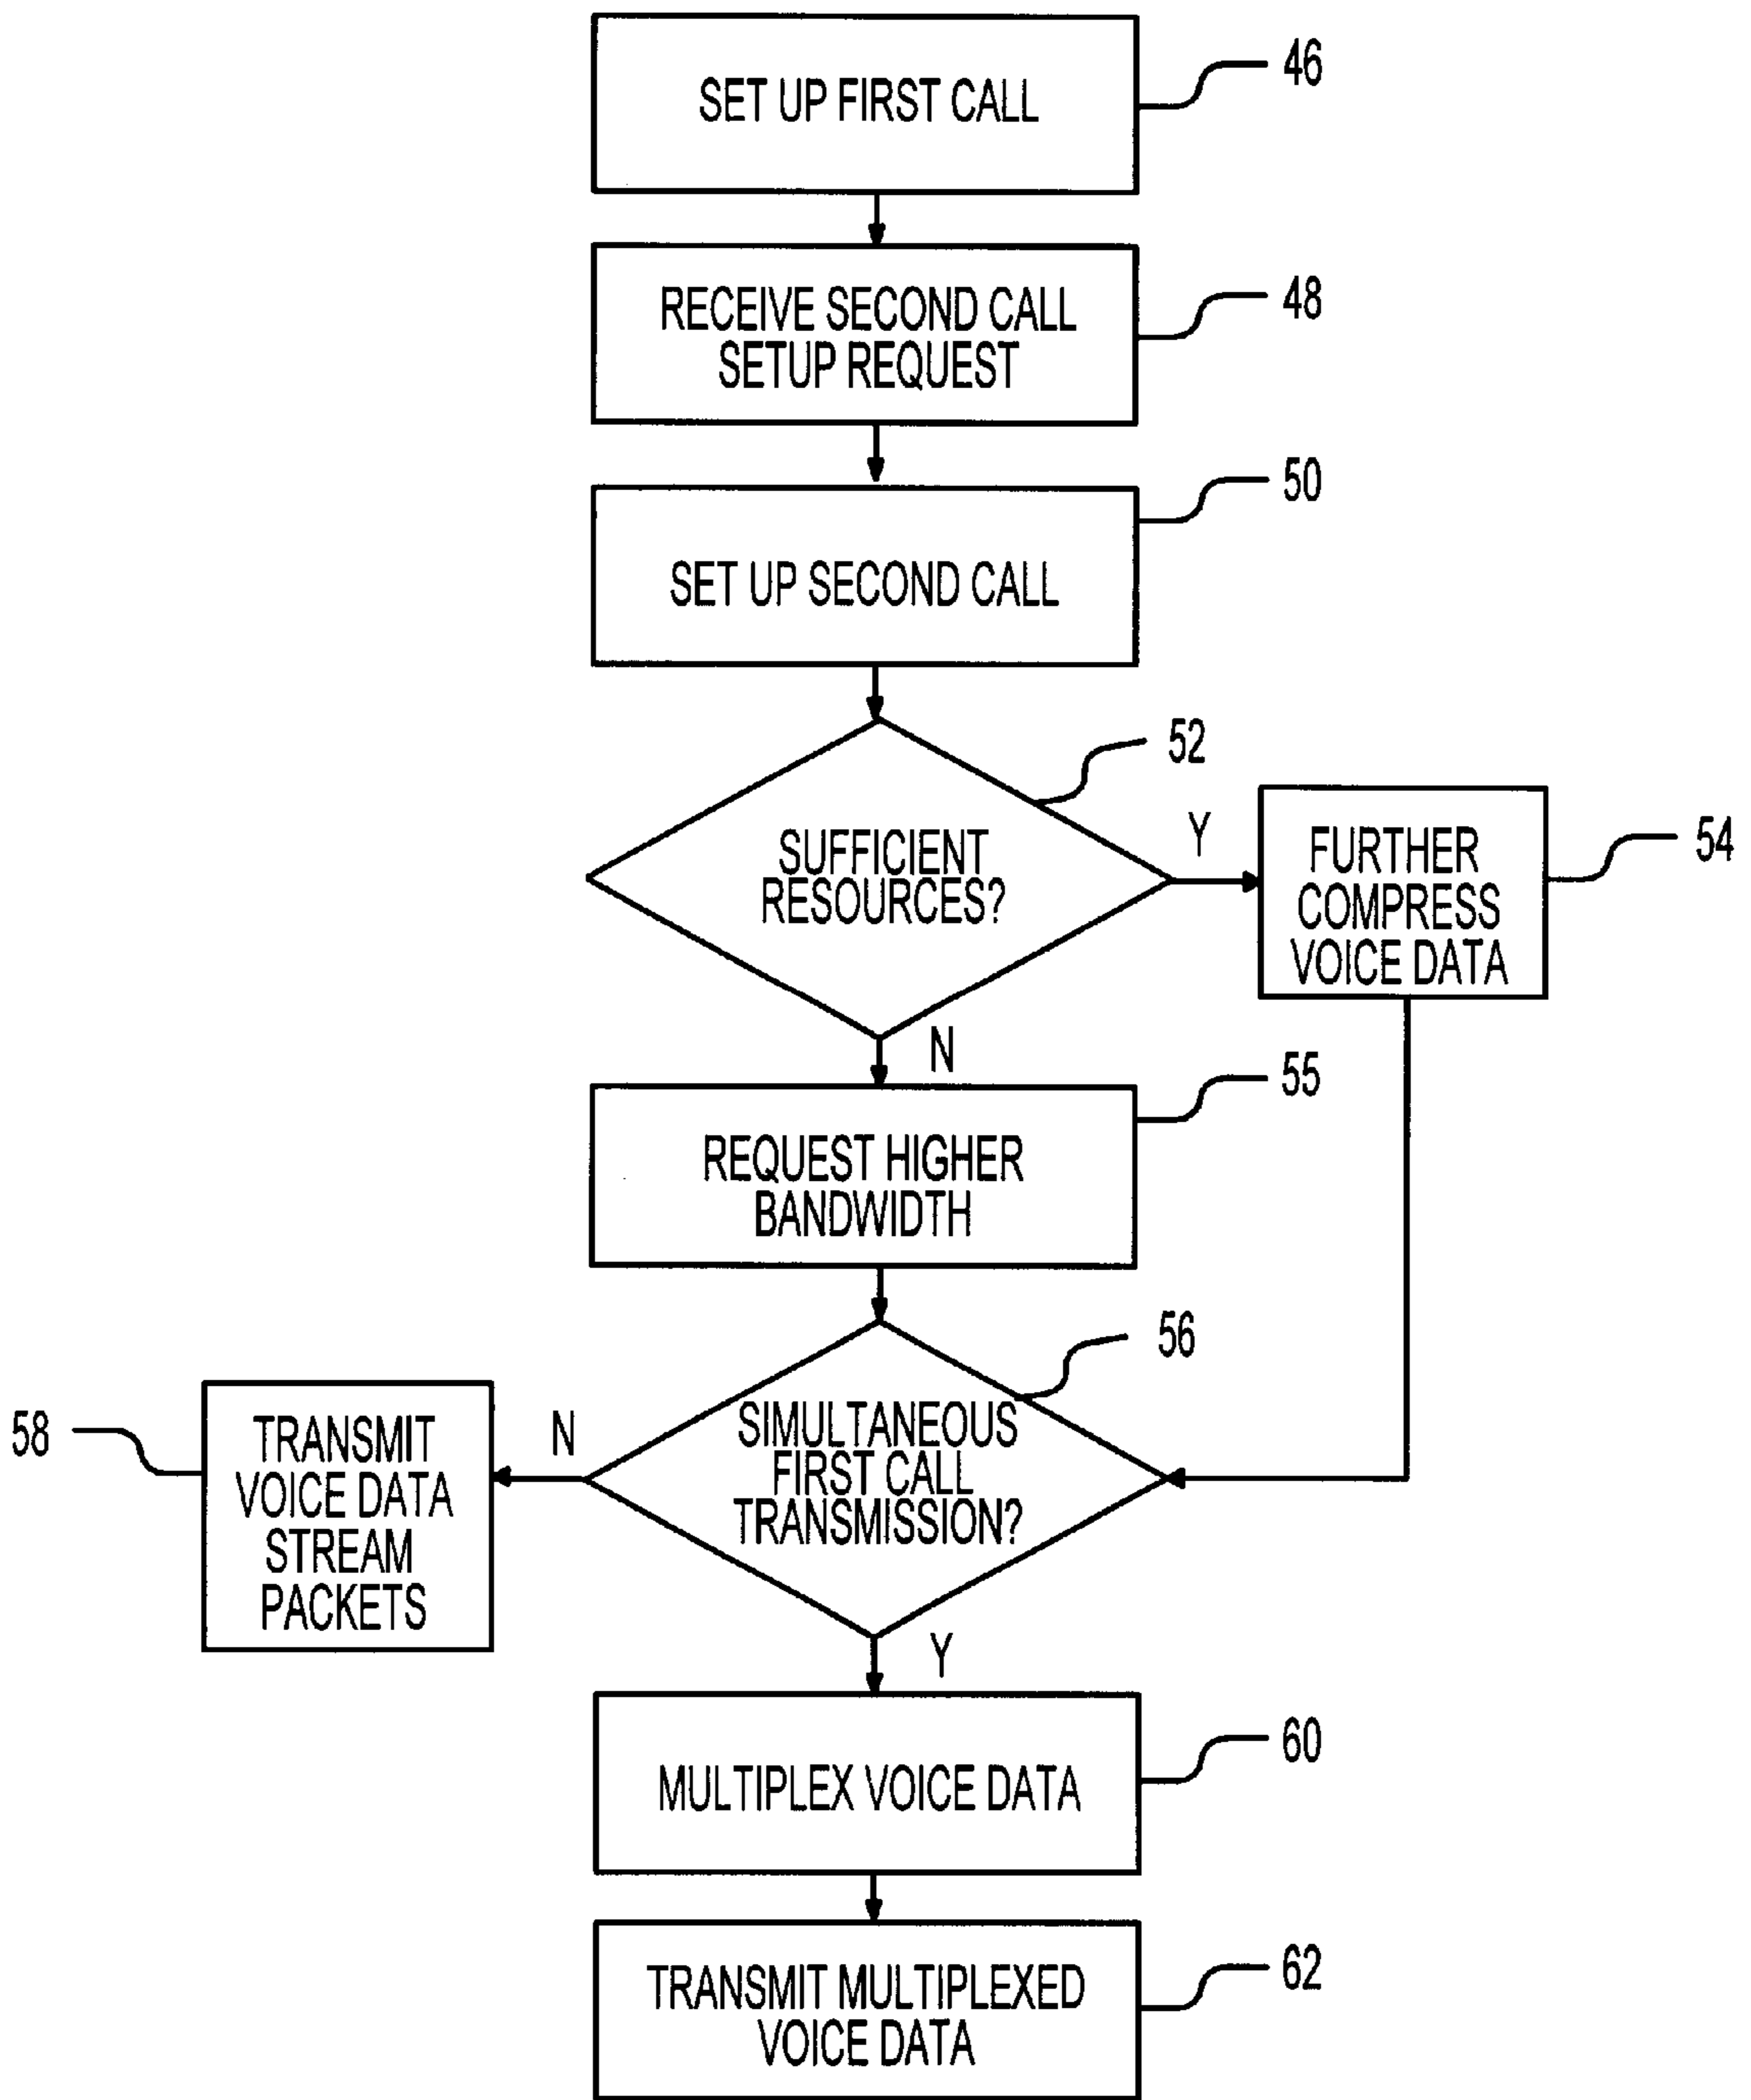 SET UP FIRST CALL
46
RECEIVE SECOND CALL
SETUP REQUEST
48
50
SET UP SECOND CALL
52
SUFFICIENT
RESOURCES?
Y
FURTHER
COMPRESS
VOICE DATA
54
N
55
REQUEST HIGHER
BANDWIDTH
56
SIMULTANEOUS
FIRST CALL
TRANSMISSION?
N
58
TRANSMIT
VOICE DATA
STREAM
PACKETS
Y
60
MULTIPLEX VOICE DATA
62
TRANSMIT MULTIPLEXED
VOICE DATA